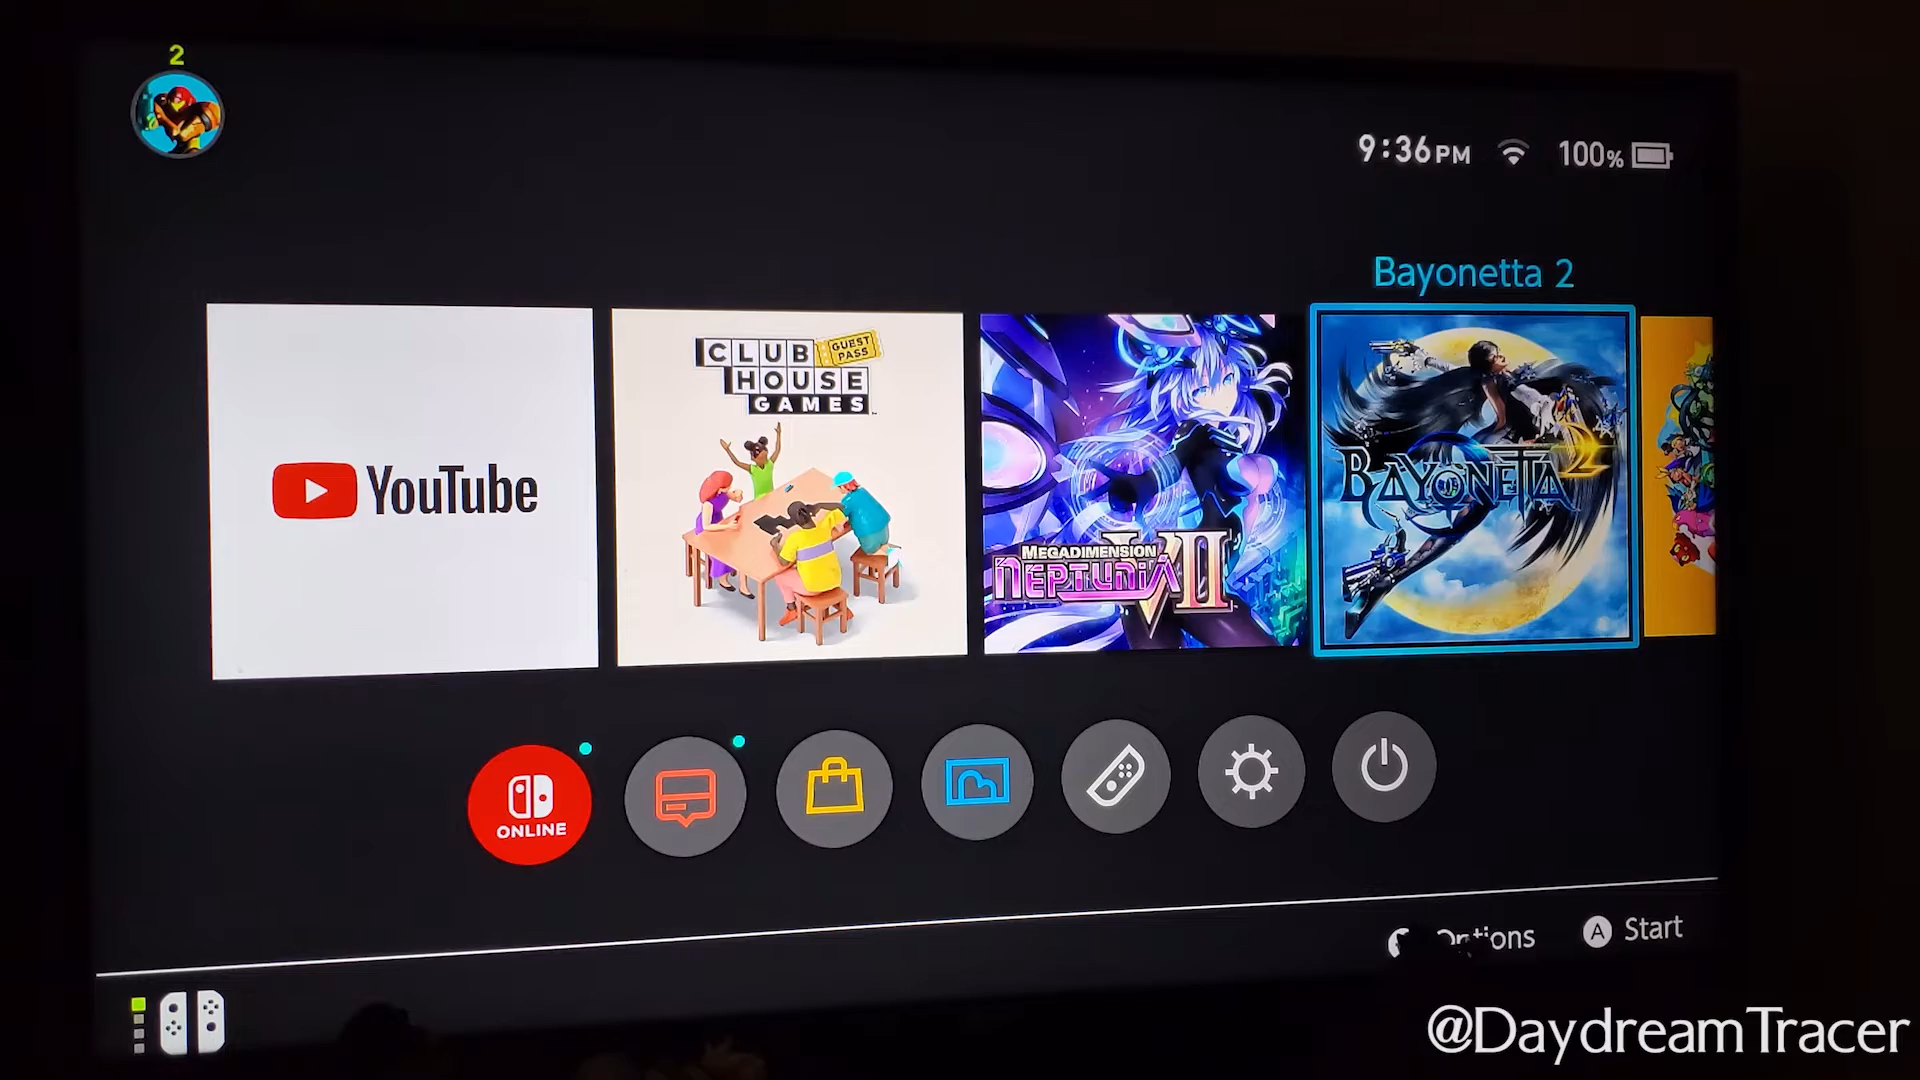 2
9:36PM
100%
Bayonetta 2
YouTube
CLUB
GUEST
PASS
HOUSE
GAMES
MEGADIMENSION
NEPTUNIA VII
BAYONETTA 2
ONLINE
Options
A Start
@DaydreamTracer